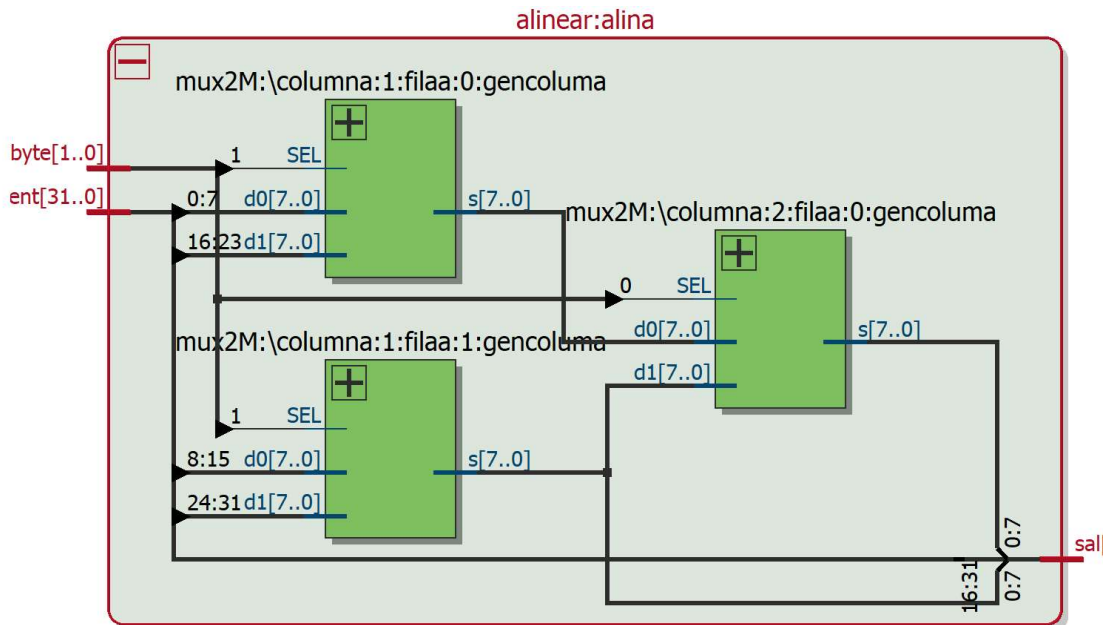 alinear:alina
mux2M:\columna:1:filaa:0:gencoluma
byte[1..0]
1
SEL
ent[31..0]
0:7
d0[7..0]
s[7..0]
16:23
d1[7..0]
mux2M:\columna:2:filaa:0:gencoluma
0
SEL
d0[7..0]
s[7..0]
d1[7..0]
mux2M:\columna:1:filaa:1:gencoluma
1
SEL
8:15
d0[7..0]
s[7..0]
24:31
d1[7..0]
0:7
16:31
0:7
sal[